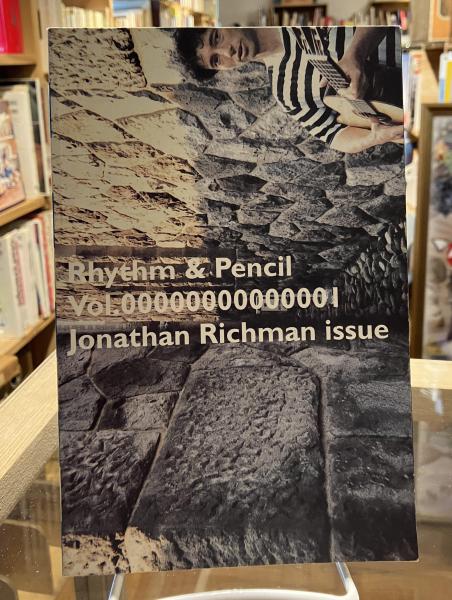 Rhythm & Pencil
Vol.00000000000001
Jonathan Richman issue